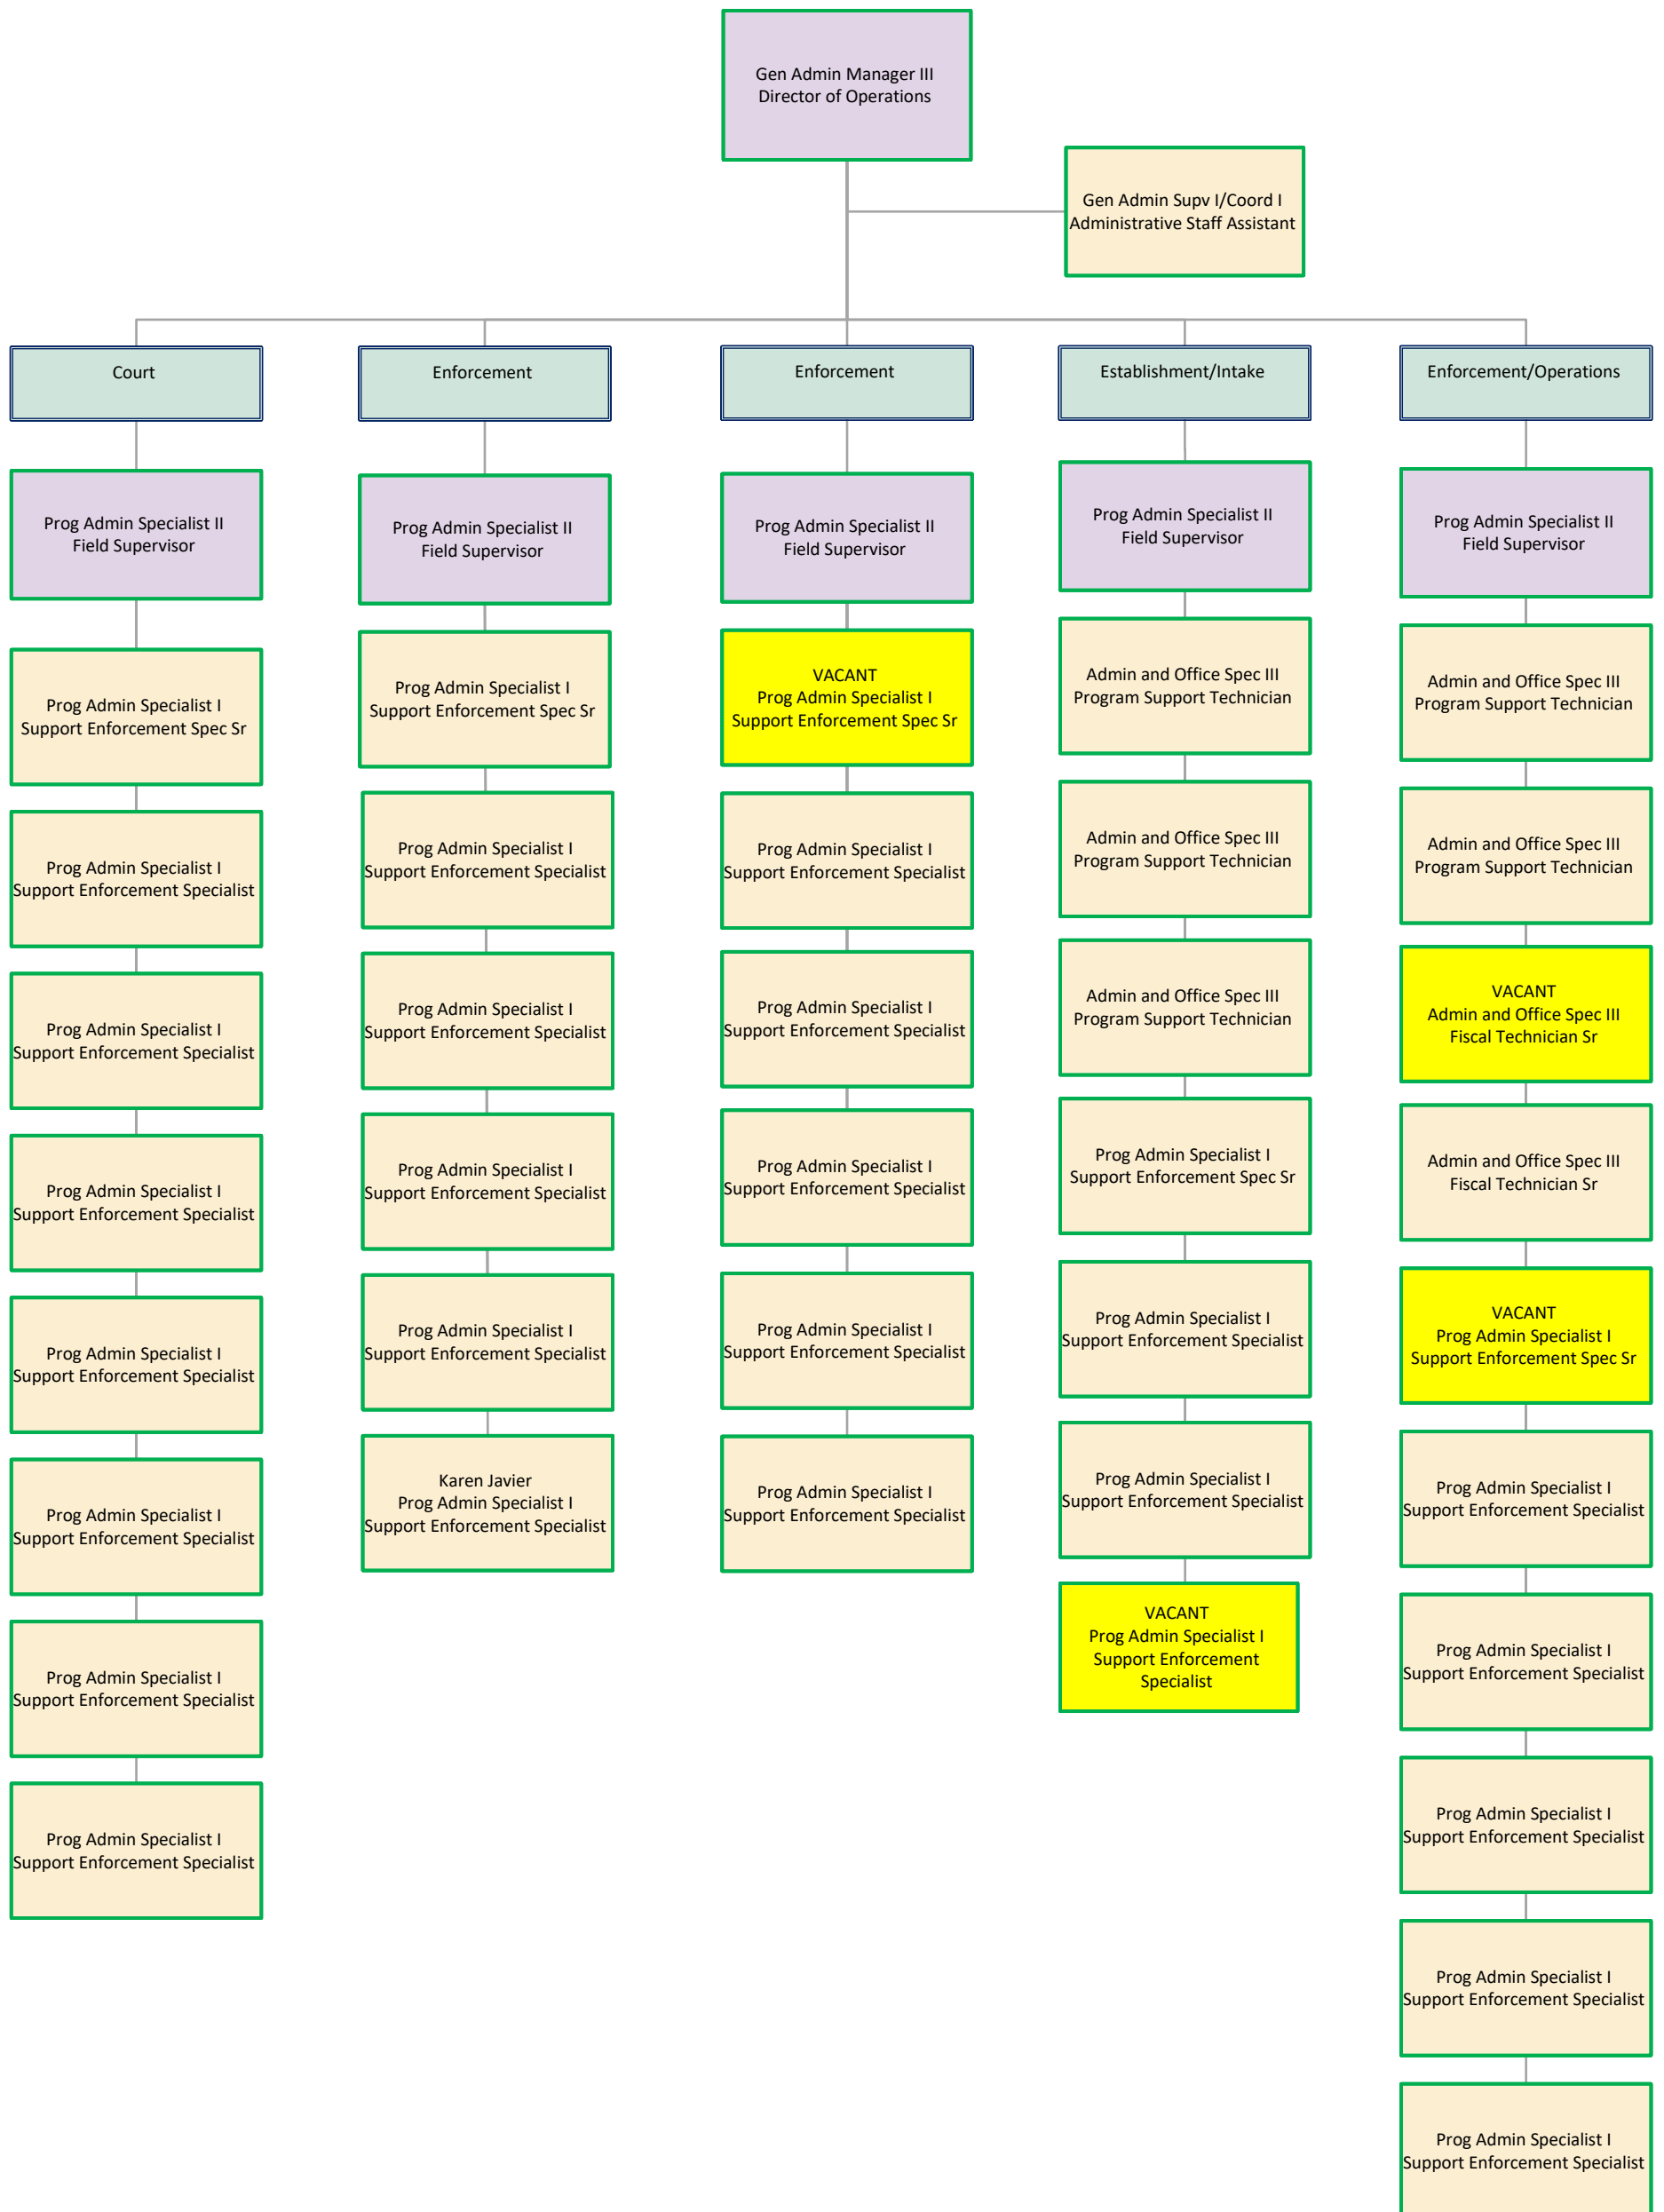 Gen Admin Manager III
Director of Operations
Gen Admin Supv I/Coord I
Administrative Staff Assistant
Court
Prog Admin Specialist II
Field Supervisor
Prog Admin Specialist I
Support Enforcement Spec Sr
Prog Admin Specialist I
Support Enforcement Specialist
Prog Admin Specialist I
Support Enforcement Specialist
Prog Admin Specialist I
Support Enforcement Specialist
Prog Admin Specialist I
Support Enforcement Specialist
Prog Admin Specialist I
Support Enforcement Specialist
Prog Admin Specialist I
Support Enforcement Specialist
Prog Admin Specialist I
Support Enforcement Specialist
Enforcement
Prog Admin Specialist II
Field Supervisor
Prog Admin Specialist I
Support Enforcement Spec Sr
Prog Admin Specialist I
Support Enforcement Specialist
Prog Admin Specialist I
Support Enforcement Specialist
Prog Admin Specialist I
Support Enforcement Specialist
Prog Admin Specialist I
Support Enforcement Specialist
Karen Javier
Prog Admin Specialist I
Support Enforcement Specialist
Enforcement
Prog Admin Specialist II
Field Supervisor
VACANT
Prog Admin Specialist I
Support Enforcement Spec Sr
Prog Admin Specialist I
Support Enforcement Specialist
Prog Admin Specialist I
Support Enforcement Specialist
Prog Admin Specialist I
Support Enforcement Specialist
Prog Admin Specialist I
Support Enforcement Specialist
Prog Admin Specialist I
Support Enforcement Specialist
Establishment/Intake
Prog Admin Specialist II
Field Supervisor
Admin and Office Spec III
Program Support Technician
Admin and Office Spec III
Program Support Technician
Admin and Office Spec III
Program Support Technician
Prog Admin Specialist I
Support Enforcement Spec Sr
Prog Admin Specialist I
Support Enforcement Specialist
Prog Admin Specialist I
Support Enforcement Specialist
VACANT
Prog Admin Specialist I
Support Enforcement
Specialist
Enforcement/Operations
Prog Admin Specialist II
Field Supervisor
Admin and Office Spec III
Program Support Technician
Admin and Office Spec III
Program Support Technician
VACANT
Admin and Office Spec III
Fiscal Technician Sr
Admin and Office Spec III
Fiscal Technician Sr
VACANT
Prog Admin Specialist I
Support Enforcement Spec Sr
Prog Admin Specialist I
Support Enforcement Specialist
Prog Admin Specialist I
Support Enforcement Specialist
Prog Admin Specialist I
Support Enforcement Specialist
Prog Admin Specialist I
Support Enforcement Specialist
Prog Admin Specialist I
Support Enforcement Specialist